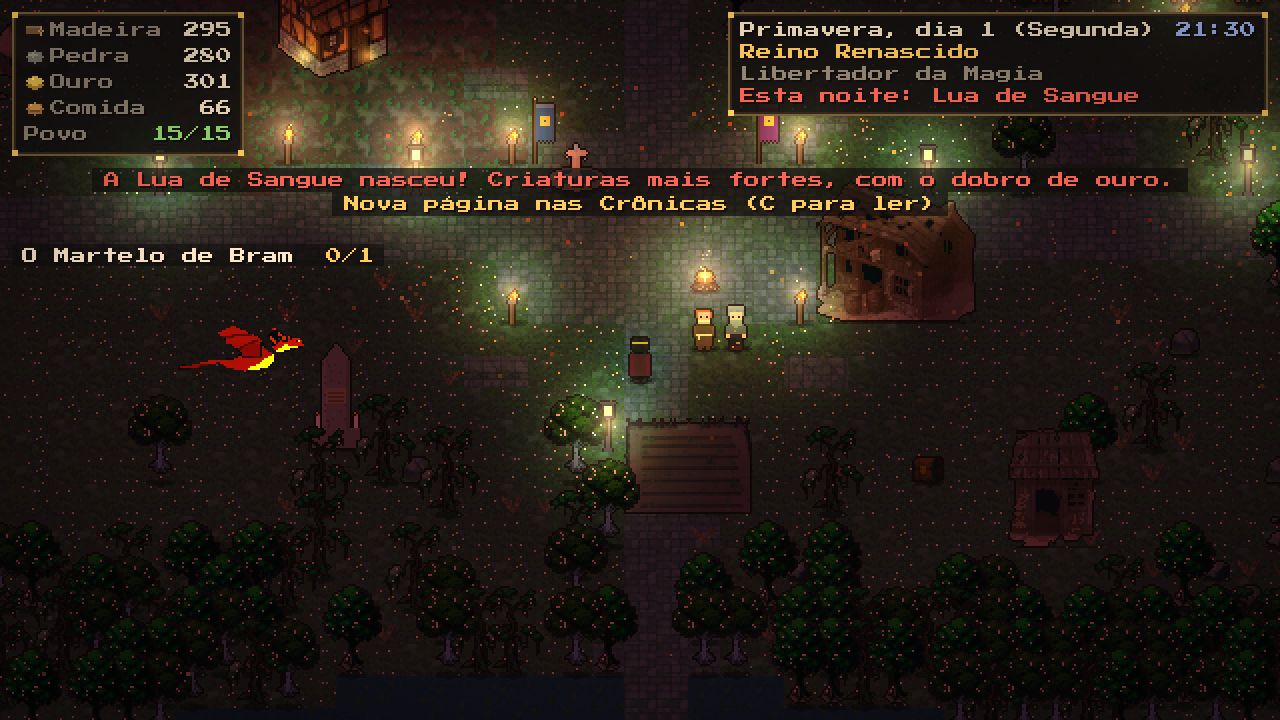 Madeira 295
Pedra 280
Ouro 301
Comida 66
Povo 15/15
Primavera, dia 1 (Segunda) 21:30
Reino Renascido
Libertador da Magia
Esta noite: Lua de Sangue
A Lua de Sangue nasceu! Criaturas mais fortes, com o dobro de ouro.
Nova página nas Crônicas (C para ler)
O Martelo de Bram 0/1